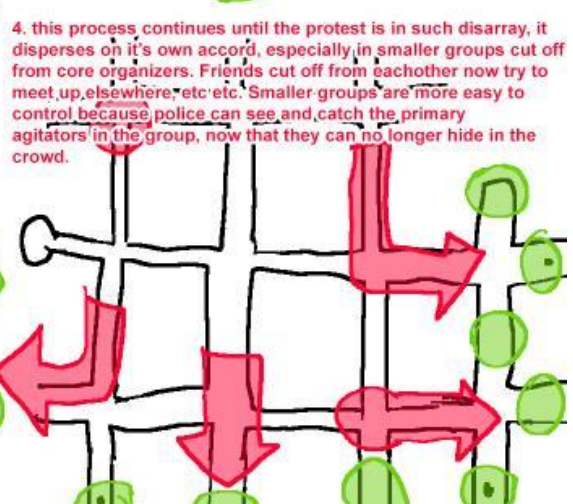 4. this process continues until the protest is in such disarray, it
disperses on it's own accord, especially in smaller groups cut off
from core organizers. Friends cut off from eachother now try to
meet up elsewhere, etc etc. Smaller groups are more easy to
control because police can see and catch the primary
agitators in the group, now that they can no longer hide in the
crowd.